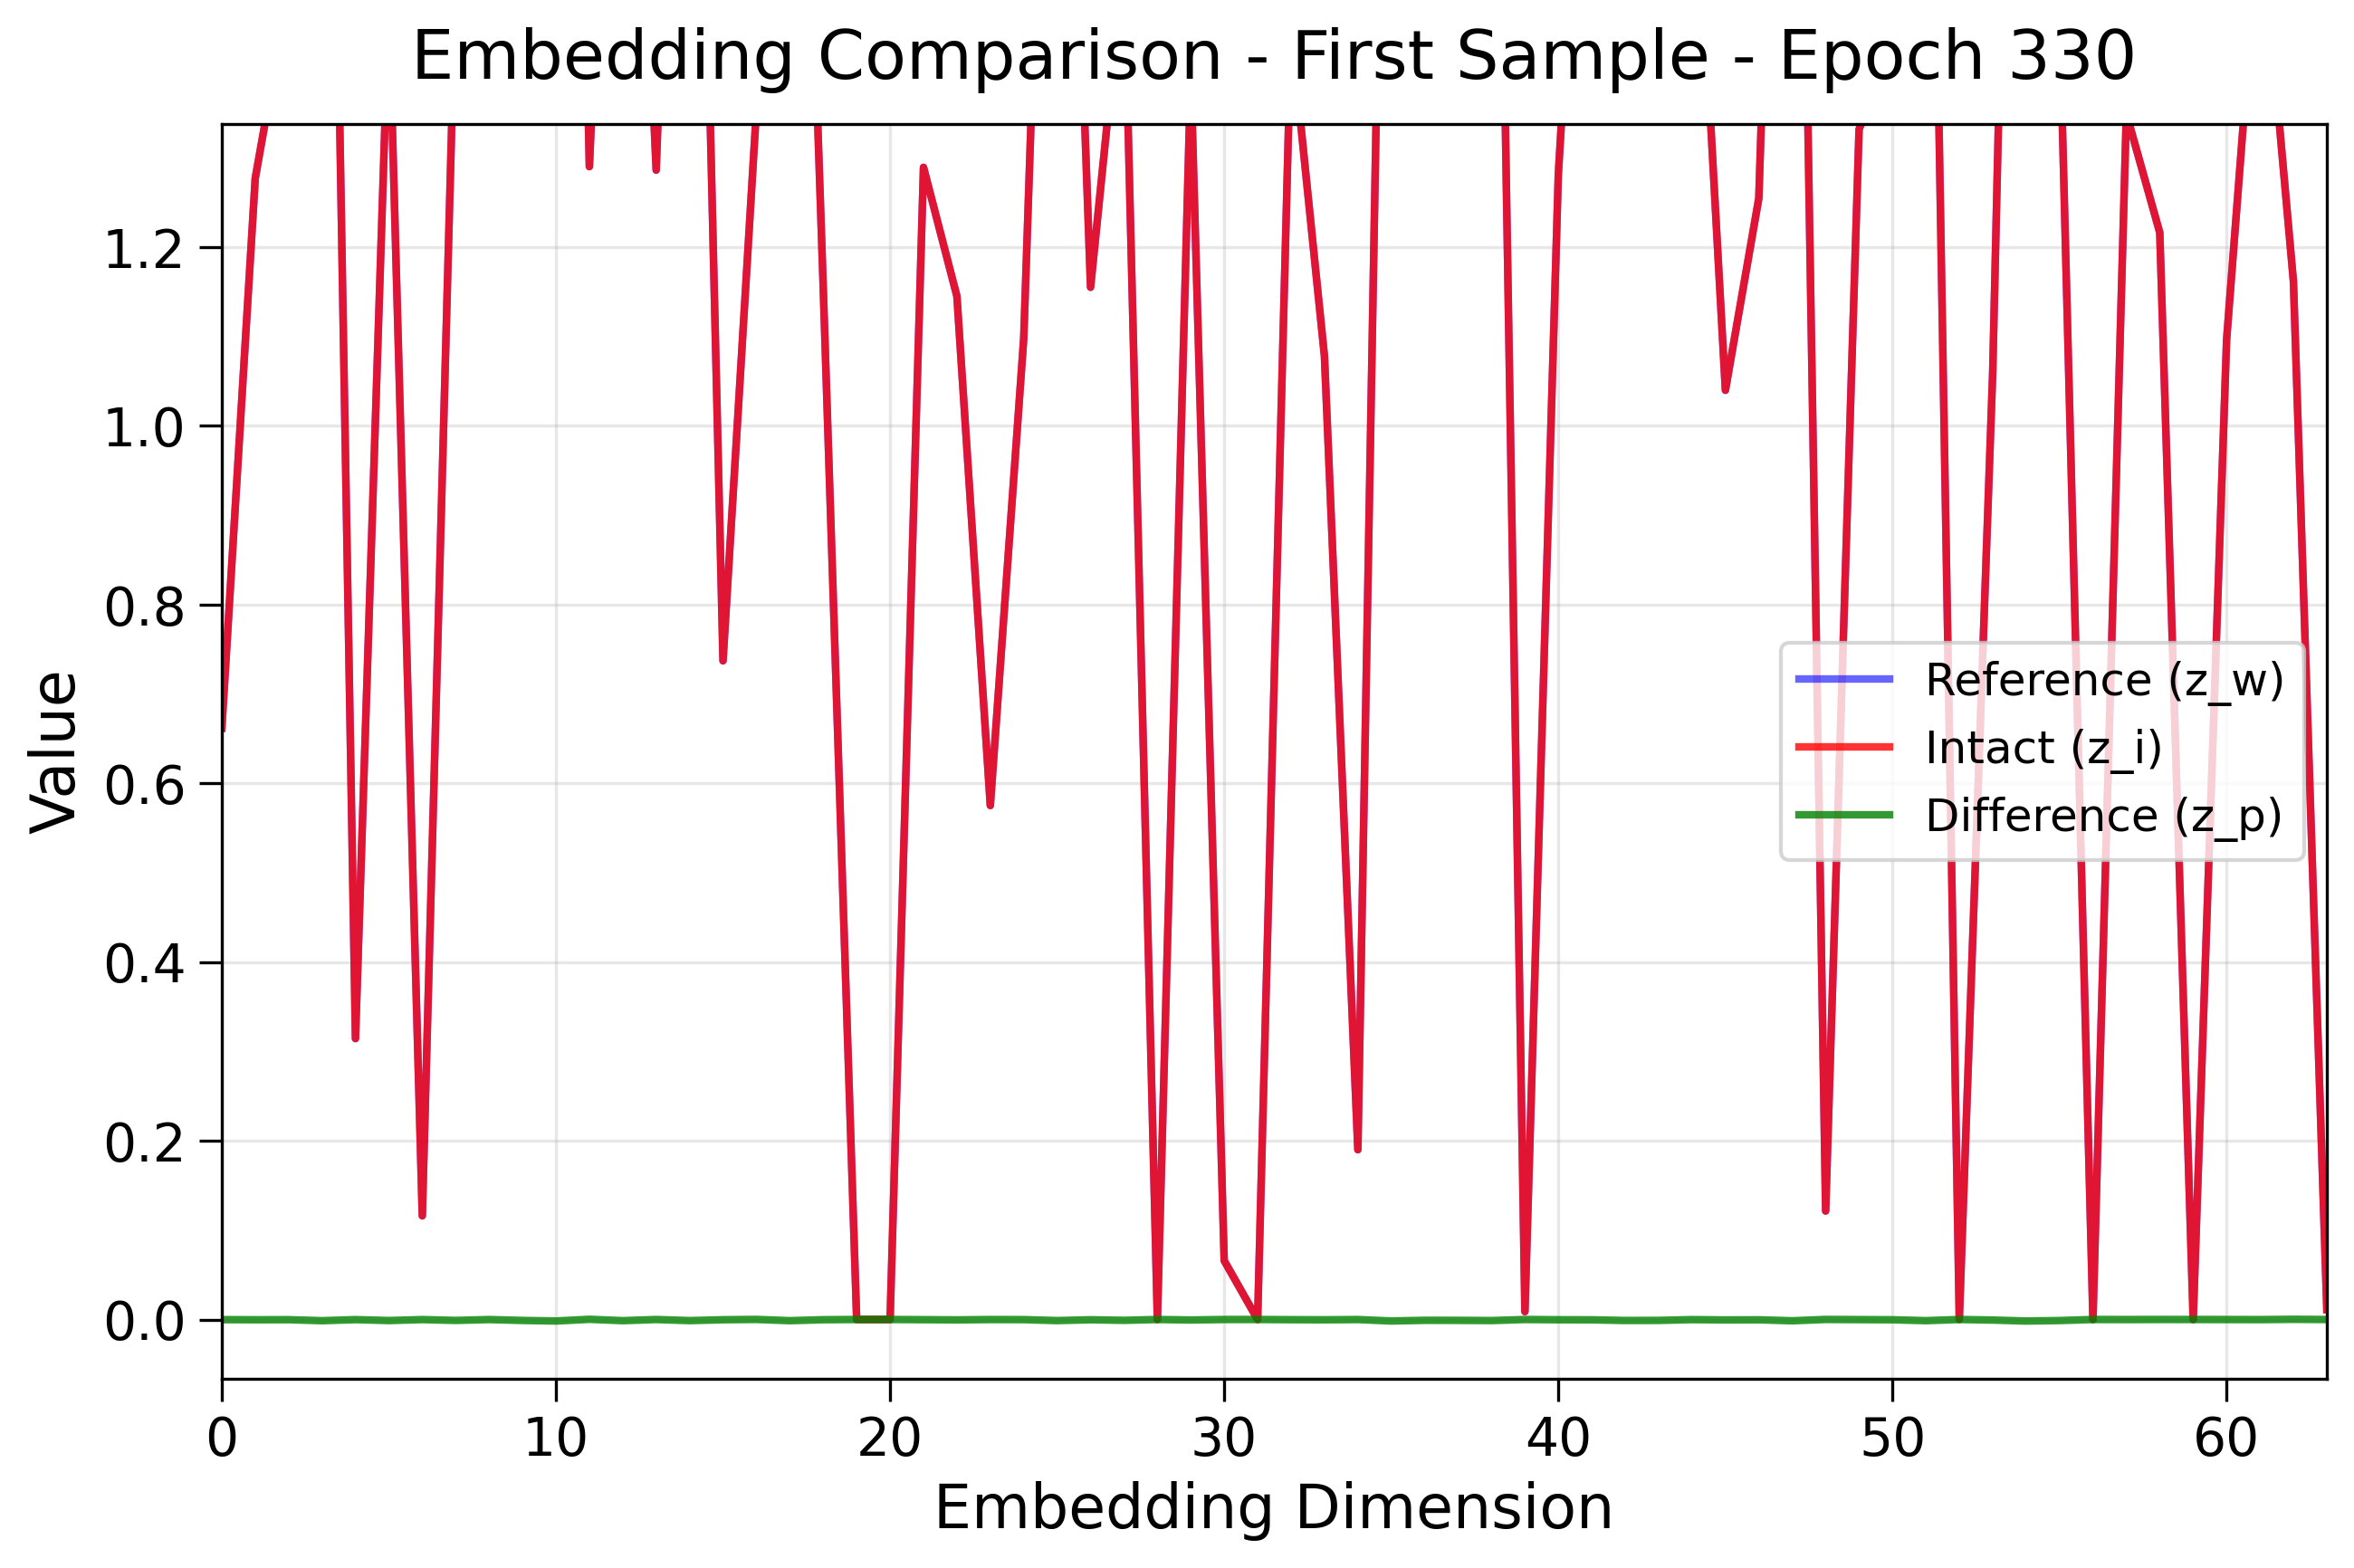 Embedding Comparison - First Sample - Epoch 330
Value
1.2
1.0
0.8
0.6
0.4
0.2
0.0
Reference (z_w)
Intact (z_i)
Difference (z_p)
0 10 20 30 40 50 60
Embedding Dimension